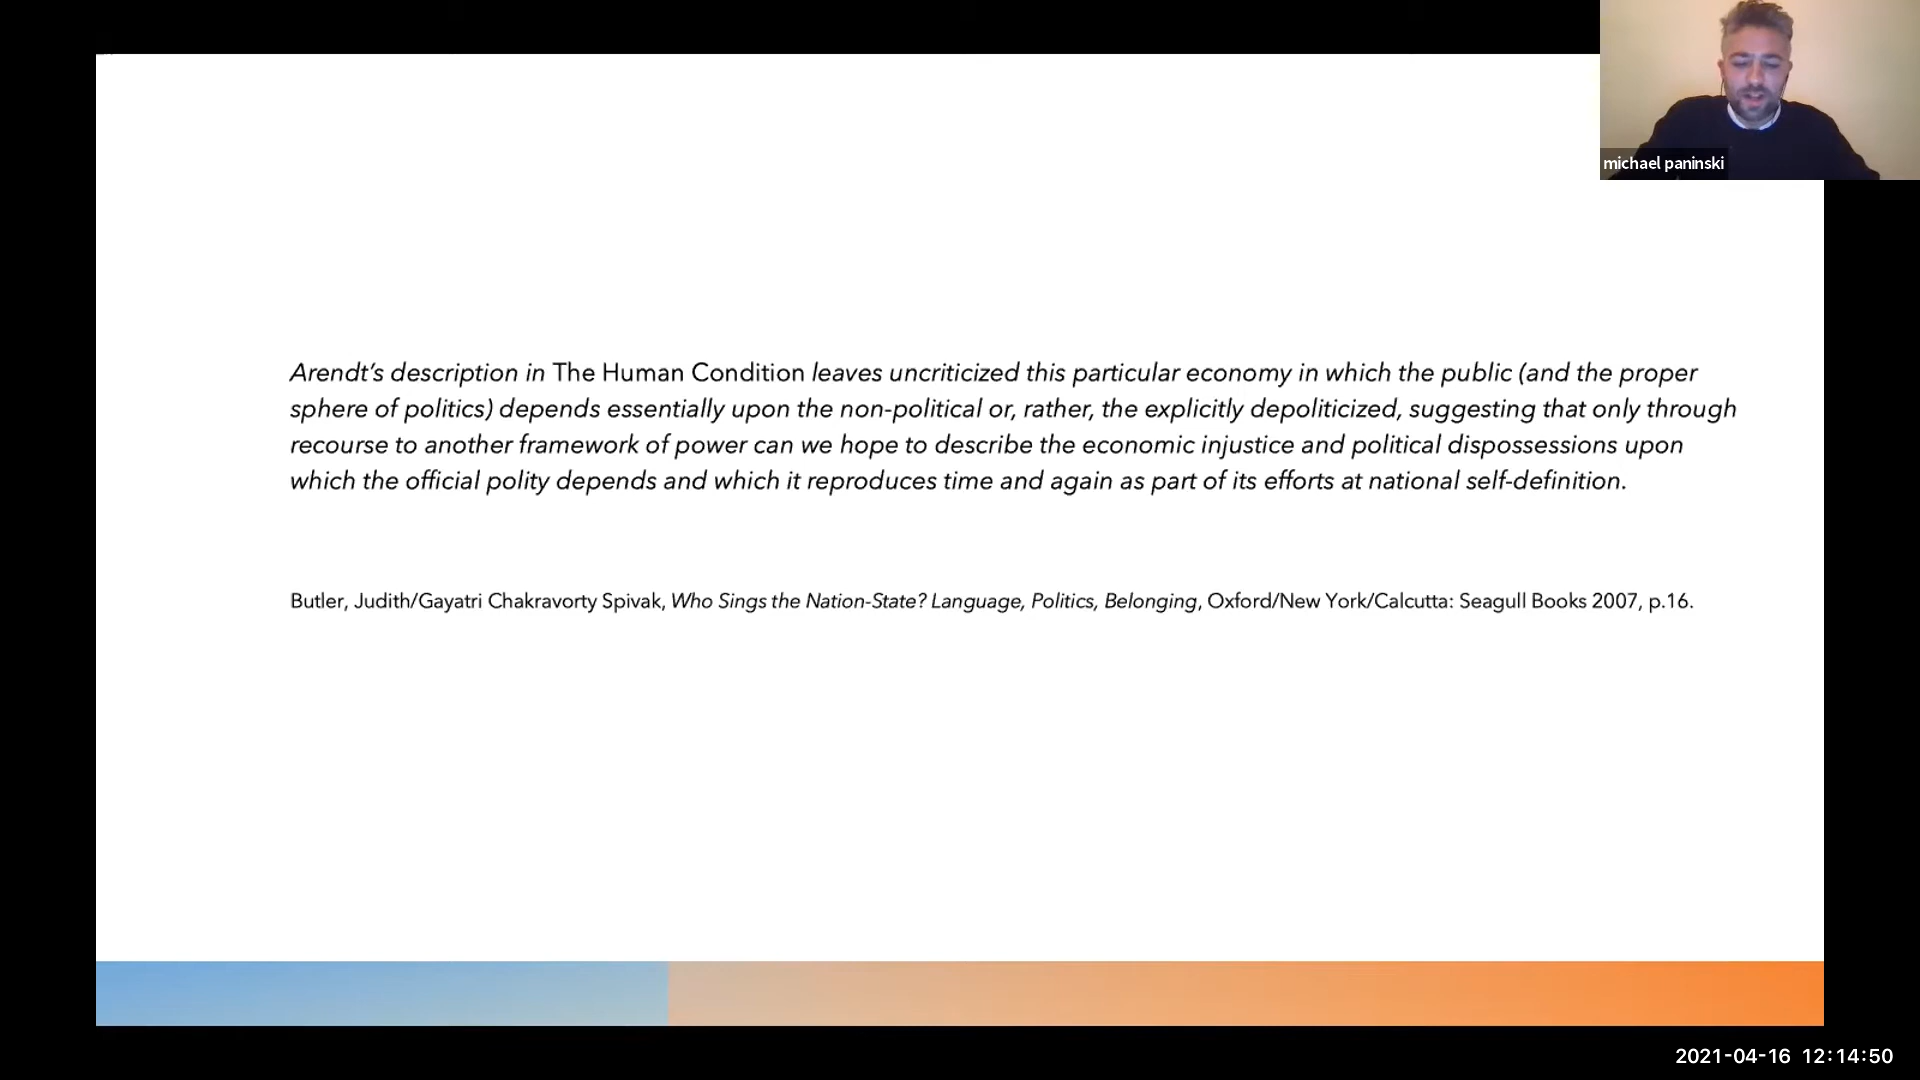 michael paninski
Arendt’s description in The Human Condition leaves uncriticized this particular economy in which the public (and the proper
sphere of politics) depends essentially upon the non-political or, rather, the explicitly depoliticized, suggesting that only through
recourse to another framework of power can we hope to describe the economic injustice and political dispossessions upon
which the official polity depends and which it reproduces time and again as part of its efforts at national self-definition.
Butler, Judith/Gayatri Chakravorty Spivak, Who Sings the Nation-State? Language, Politics, Belonging, Oxford/New York/Calcutta: Seagull Books 2007, p.16.
2021-04-16 12:14:50